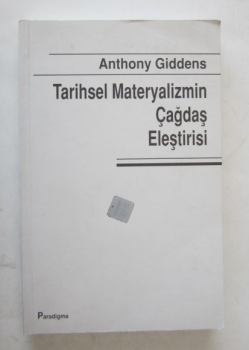 Anthony Giddens
Tarihsel Materyalizmin
Çağdaş
Eleştirisi
Paradigma